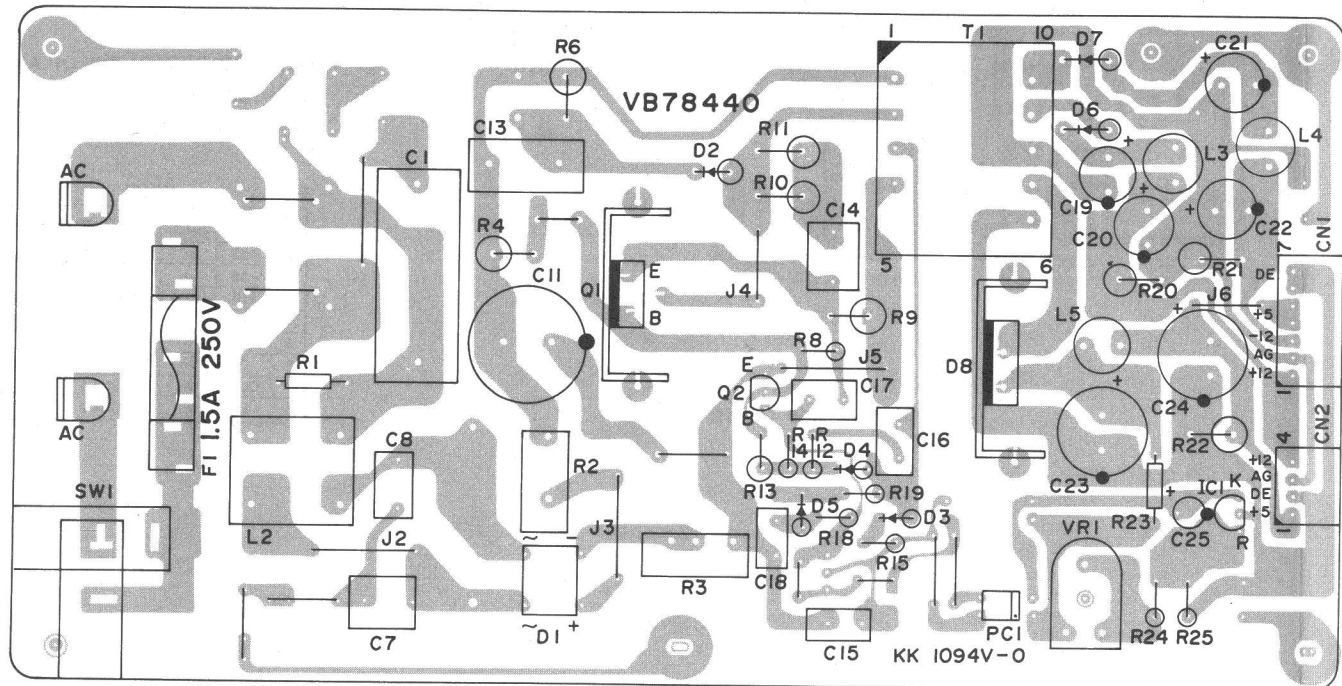 1 T1 10
D7
C21
R6
VB78440
D6
C13
R11
L4
D2
L3
AC
C1
R10
C19
C14
C20
C22
CN1
R4
E
5
6
R21
7
DE
C11
Q1
J4
R20
J6
+5
B
R9
L5
-12
F1 1.5A 250V
R8
J5
AG
R1
E
D8
+12
1
Q2
C17
C24
CN2
AC
B
C16
R22
4
C8
R14
R12
D4
+12
SW1
R2
R13
R19
C23
IC1
K
AG
DE
L2
J2
J3
D5
D3
R23
+5
1
~ -
R18
VR1
C25
R
R3
C18
R15
C7
~ D1 +
C15
PC1
R24
R25
KK 1094V-0